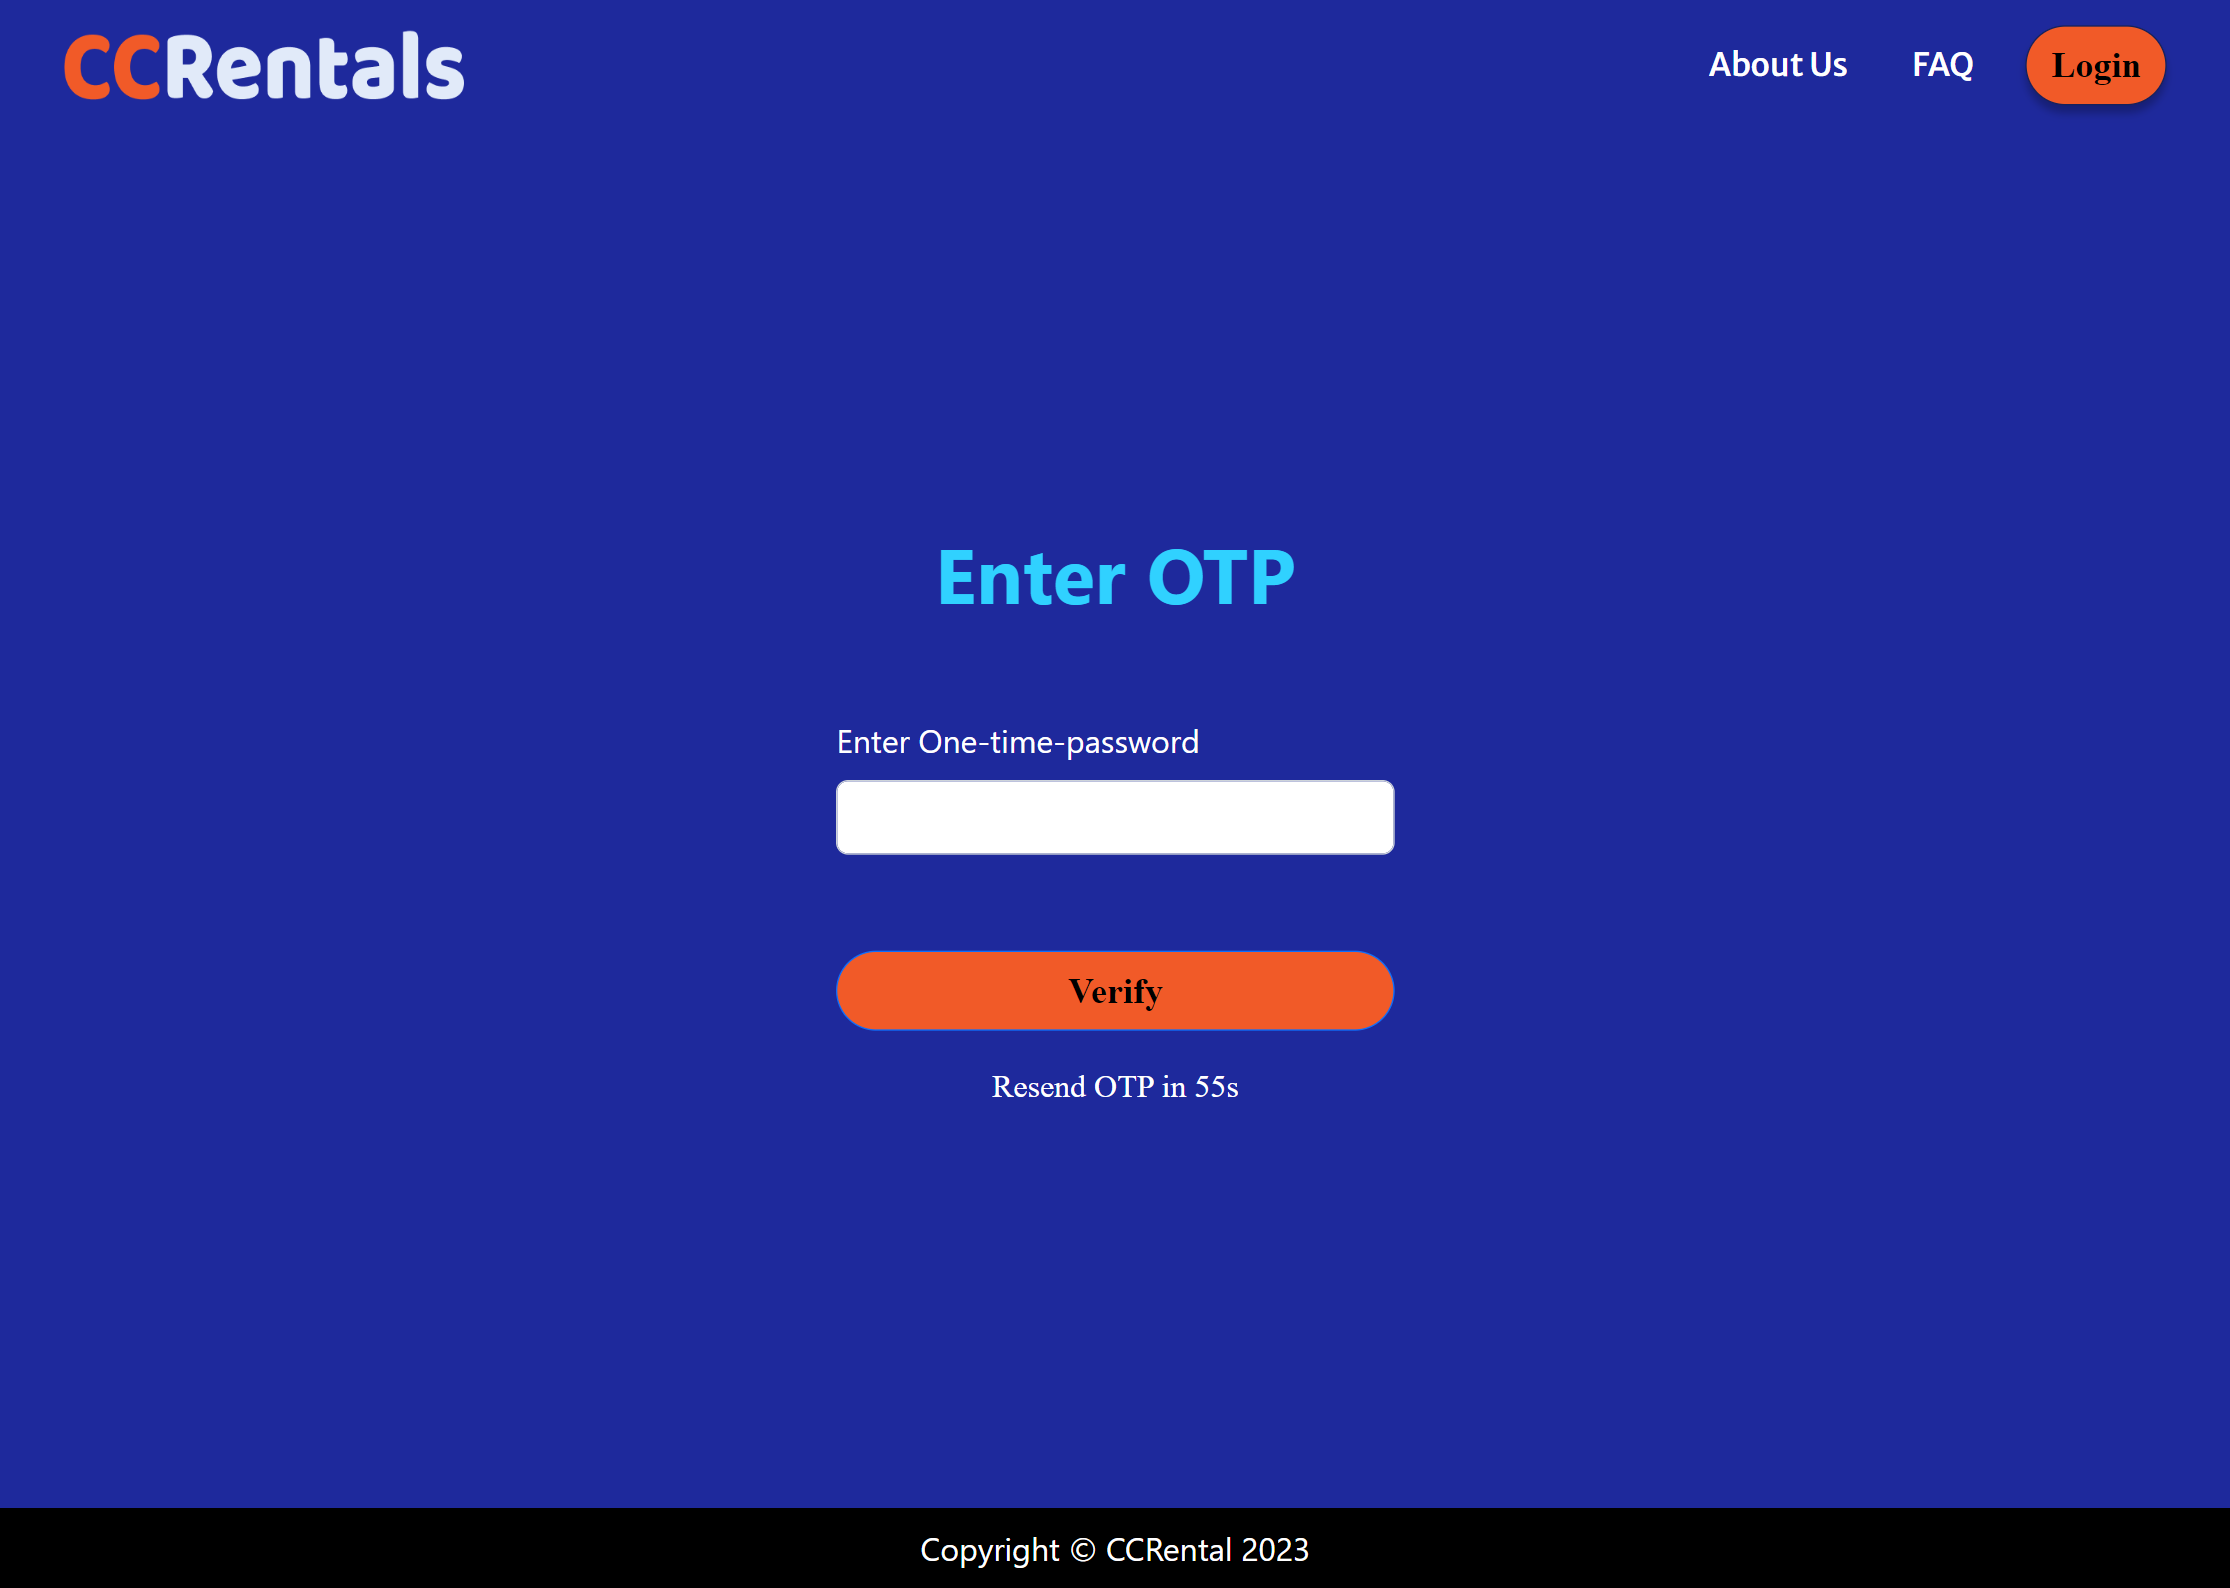 CCRentals
About Us
FAQ
Login
Enter OTP
Enter One-time-password
Verify
Resend OTP in 55s
Copyright © CCRental 2023